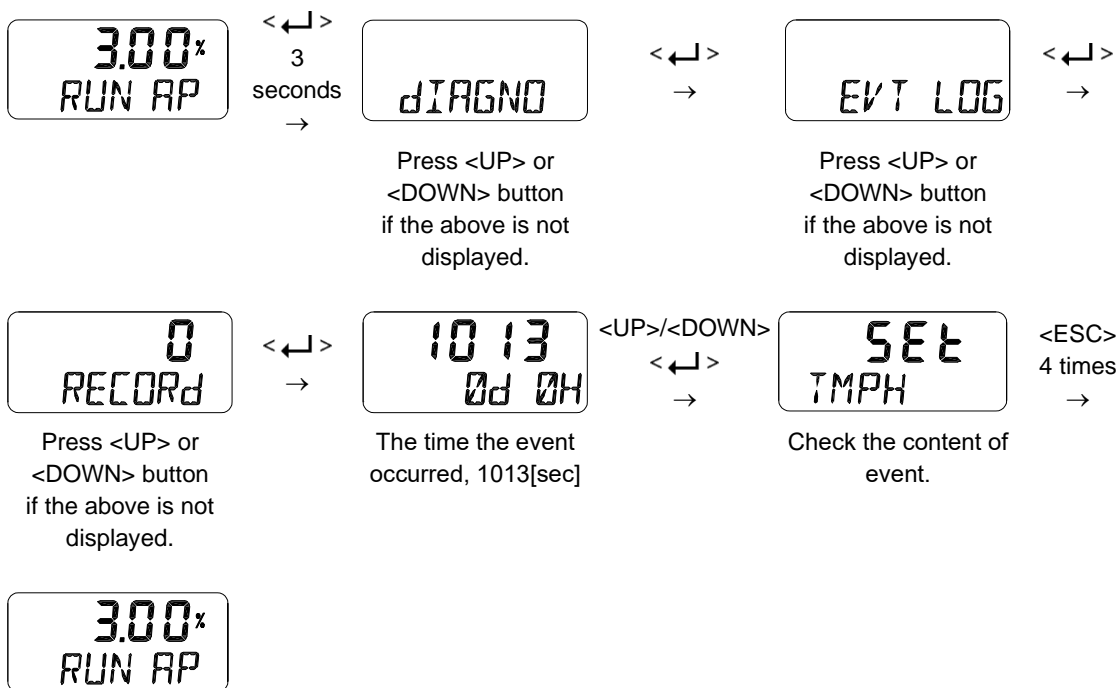 3.00%
RUN AP
< ↵ >
3
seconds
→
dIAGNO
< ↵ >
→
EVT LOG
< ↵ >
→
Press <UP> or
<DOWN> button
if the above is not
displayed.
Press <UP> or
<DOWN> button
if the above is not
displayed.
0
RECORd
< ↵ >
→
1013
0d 0H
<UP>/<DOWN>
< ↵ >
→
SEt
TMPH
<ESC>
4 times
→
Press <UP> or
<DOWN> button
if the above is not
displayed.
The time the event
occurred, 1013[sec]
Check the content of
event.
3.00%
RUN AP